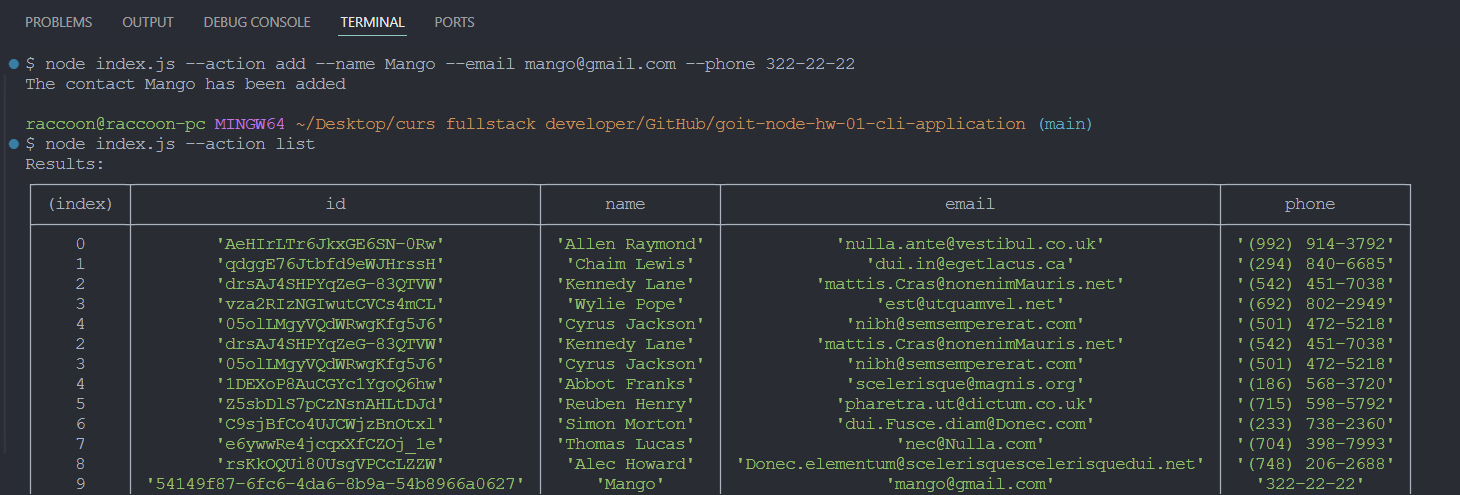 PROBLEMS OUTPUT DEBUG CONSOLE TERMINAL PORTS
$ node index.js --action add --name Mango --email mango@gmail.com --phone 322-22-22
The contact Mango has been added
raccoon@raccoon-pc MINGW64 ~/Desktop/curs fullstack developer/GitHub/goit-node-hw-01-cli-application (main)
$ node index.js --action list
Results:
(index) id name email phone
0 'AeHIrLTr6JkxGE6SN-0Rw' 'Allen Raymond' 'nulla.ante@vestibul.co.uk' '(992) 914-3792'
1 'qdggE76Jtbfd9eWJHrssH' 'Chaim Lewis' 'dui.in@egetlacus.ca' '(294) 840-6685'
2 'drsAJ4SHPYqZeG-83QTVW' 'Kennedy Lane' 'mattis.Cras@nonenimMauris.net' '(542) 451-7038'
3 'vza2RIzNGIwutCVCs4mCL' 'Wylie Pope' 'est@utquamvel.net' '(692) 802-2949'
4 '05olLMgyVQdWRwgKfg5J6' 'Cyrus Jackson' 'nibh@semsempererat.com' '(501) 472-5218'
2 'drsAJ4SHPYqZeG-83QTVW' 'Kennedy Lane' 'mattis.Cras@nonenimMauris.net' '(542) 451-7038'
3 '05olLMgyVQdWRwgKfg5J6' 'Cyrus Jackson' 'nibh@semsempererat.com' '(501) 472-5218'
4 '1DEXoP8AuCGYc1YgoQ6hw' 'Abbot Franks' 'scelerisque@magnis.org' '(186) 568-3720'
5 'Z5sbDlS7pCzNsnAHLtDJd' 'Reuben Henry' 'pharetra.ut@dictum.co.uk' '(715) 598-5792'
6 'C9sjBfCo4UJCWjzBnOtxl' 'Simon Morton' 'dui.Fusce.diam@Donec.com' '(233) 738-2360'
7 'e6ywwRe4jcqxXfCZOj_1e' 'Thomas Lucas' 'nec@Nulla.com' '(704) 398-7993'
8 'rsKkOQUi80UsgVPCcLZZW' 'Alec Howard' 'Donec.elementum@scelerisquescelerisquedui.net' '(748) 206-2688'
9 '54149f87-6fc6-4da6-8b9a-54b8966a0627' 'Mango' 'mango@gmail.com' '322-22-22'